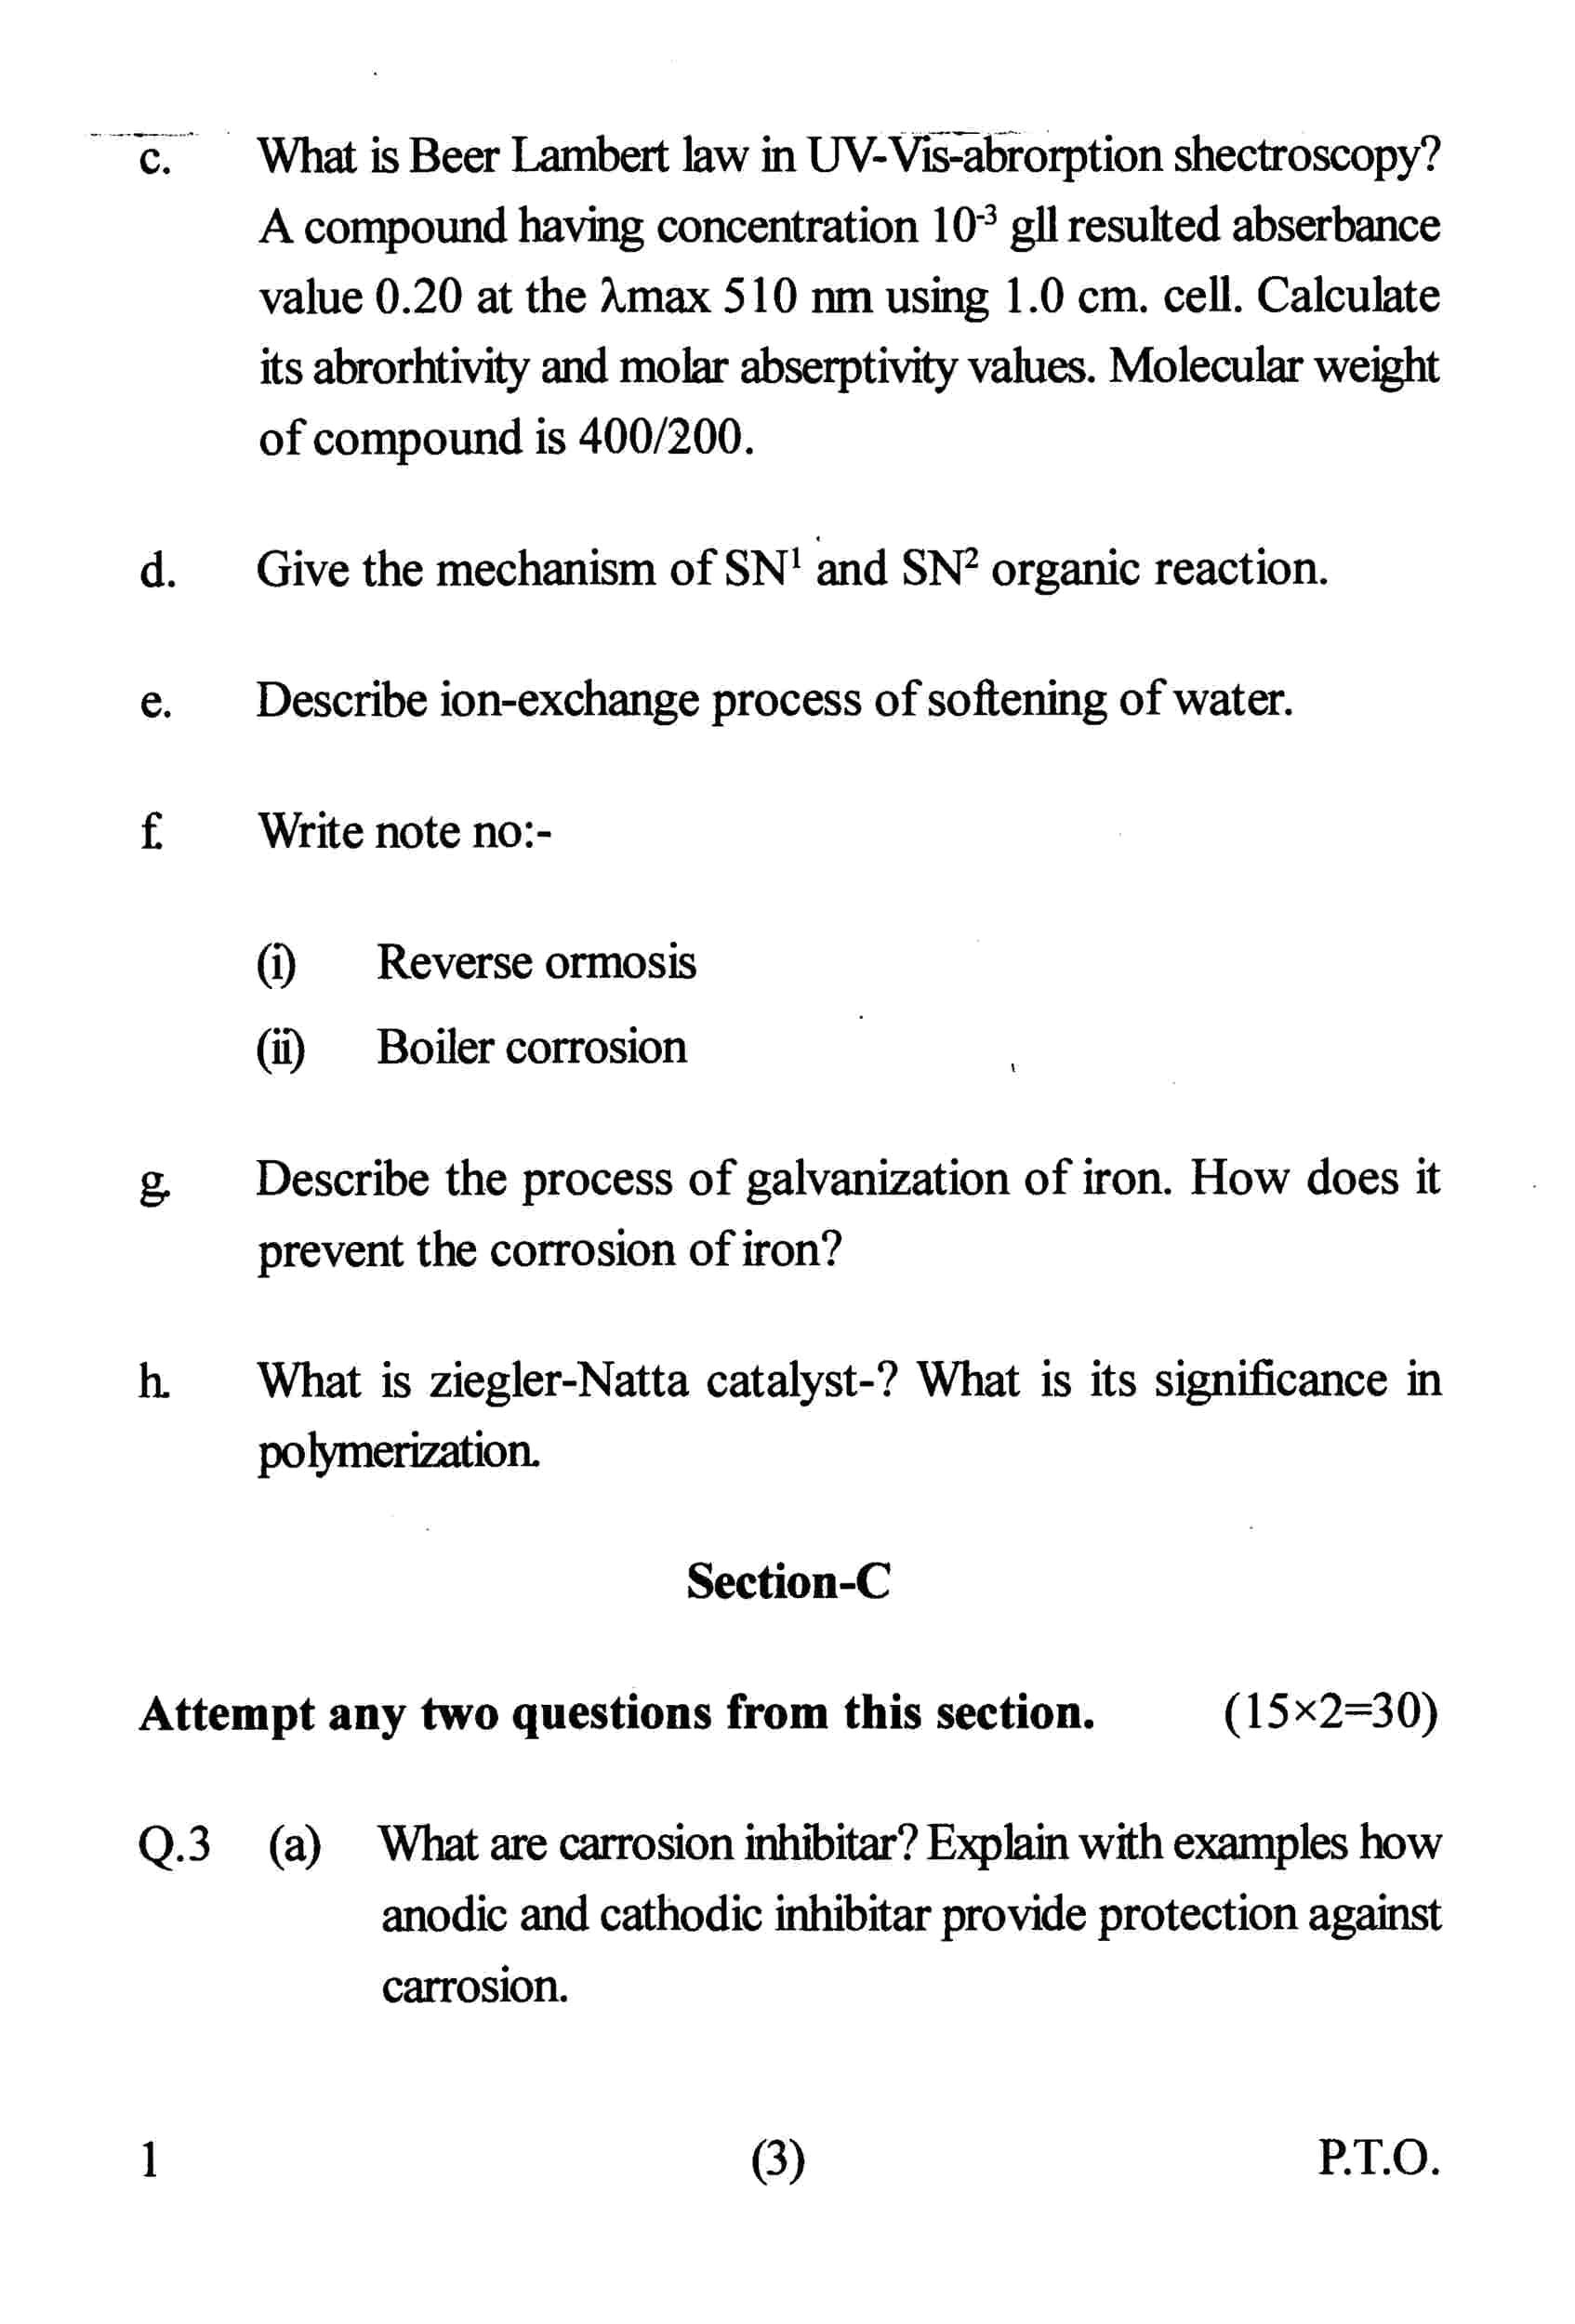 c. What is Beer Lambert law in UV-Vis-abrorption shectroscopy?
A compound having concentration 10⁻³ gll resulted abserbance
value 0.20 at the λmax 510 nm using 1.0 cm. cell. Calculate
its abrorhtivity and molar abserptivity values. Molecular weight
of compound is 400/200.
d. Give the mechanism of SN¹ and SN² organic reaction.
e. Describe ion-exchange process of softening of water.
f. Write note no:-
(i) Reverse ormosis
(ii) Boiler corrosion
g. Describe the process of galvanization of iron. How does it
prevent the corrosion of iron?
h. What is ziegler-Natta catalyst-? What is its significance in
polymerization.
Section-C
Attempt any two questions from this section. (15×2=30)
Q.3 (a) What are carrosion inhibitar? Explain with examples how
anodic and cathodic inhibitar provide protection against
carrosion.
1 (3) P.T.O.